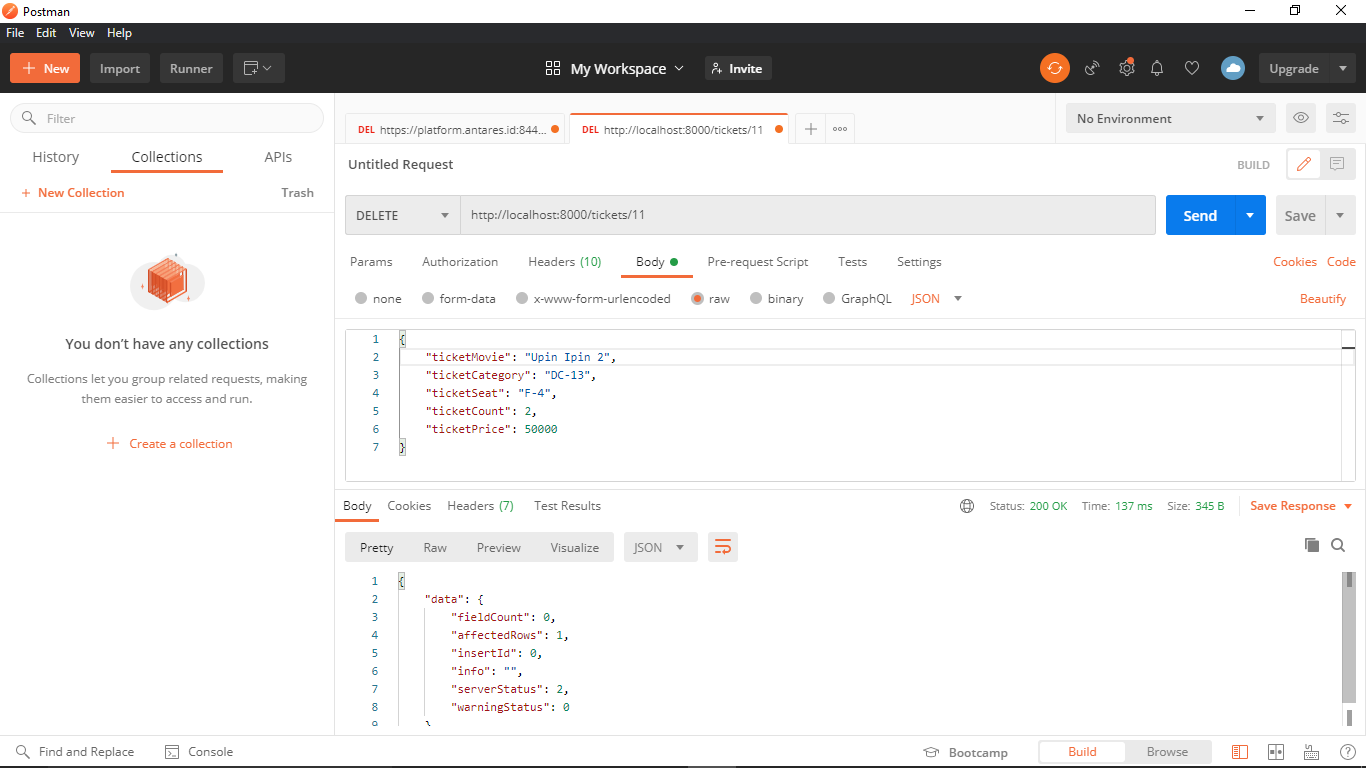 Postman
File Edit View Help
New Import Runner My Workspace Invite Upgrade
Filter
History Collections APIs
New Collection Trash
You don't have any collections
Collections let you group related requests, making
them easier to access and run.
Create a collection
DEL https://platform.antares.id:844... DEL http://localhost:8000/tickets/11
No Environment
Untitled Request BUILD
DELETE http://localhost:8000/tickets/11 Send Save
Params Authorization Headers (10) Body Pre-request Script Tests Settings Cookies Code
none form-data x-www-form-urlencoded raw binary GraphQL JSON Beautify
1 {
2 "ticketMovie": "Upin Ipin 2",
3 "ticketCategory": "DC-13",
4 "ticketSeat": "F-4",
5 "ticketCount": 2,
6 "ticketPrice": 50000
7 }
Body Cookies Headers (7) Test Results Status: 200 OK Time: 137 ms Size: 345 B Save Response
Pretty Raw Preview Visualize JSON
1 {
2 "data": {
3 "fieldCount": 0,
4 "affectedRows": 1,
5 "insertId": 0,
6 "info": "",
7 "serverStatus": 2,
8 "warningStatus": 0
9 }
Find and Replace Console Bootcamp Build Browse